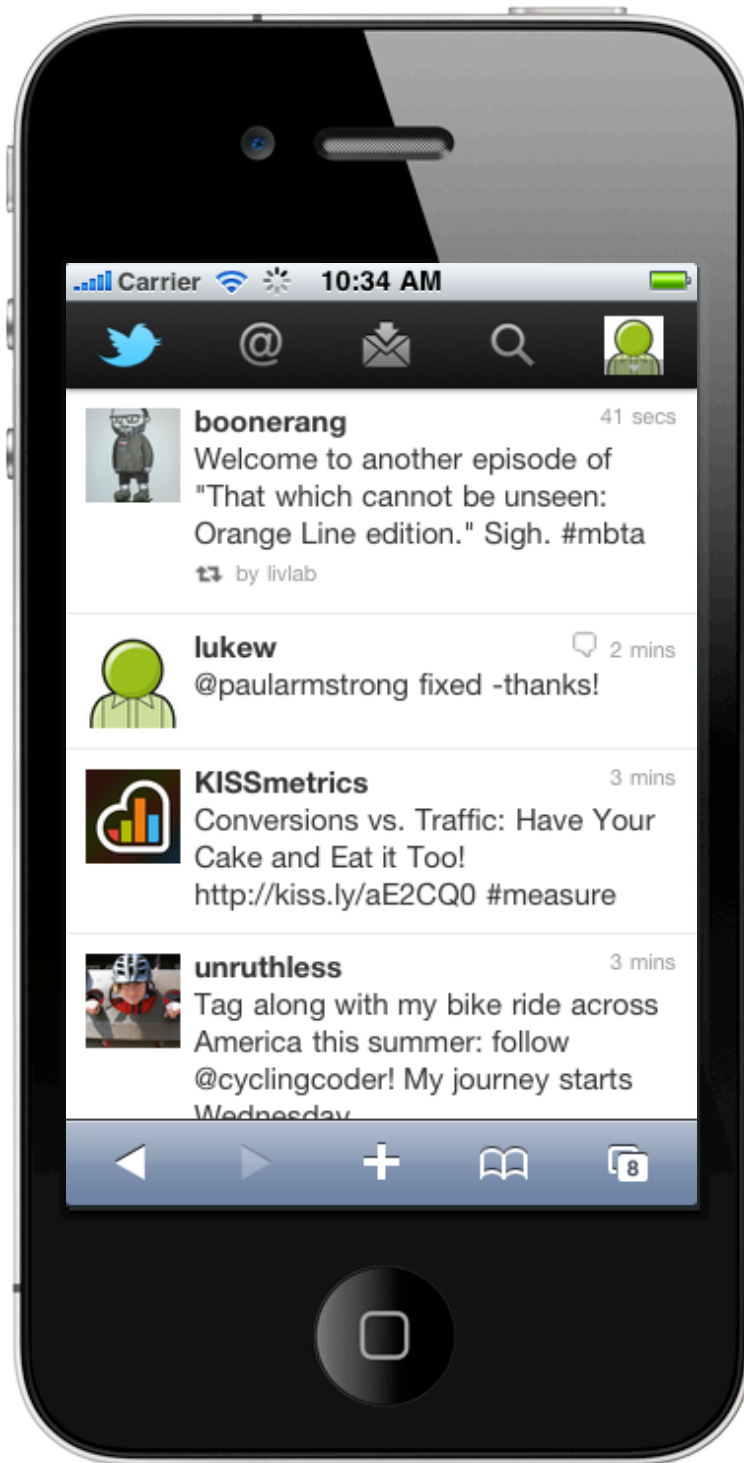 Carrier 10:34 AM
@
boonerang 41 secs
Welcome to another episode of
"That which cannot be unseen:
Orange Line edition." Sigh. #mbta
by livlab
lukew 2 mins
@paularmstrong fixed -thanks!
KISSmetrics 3 mins
Conversions vs. Traffic: Have Your
Cake and Eat it Too!
http://kiss.ly/aE2CQ0 #measure
unruthless 3 mins
Tag along with my bike ride across
America this summer: follow
@cyclingcoder! My journey starts
Wednesday
8